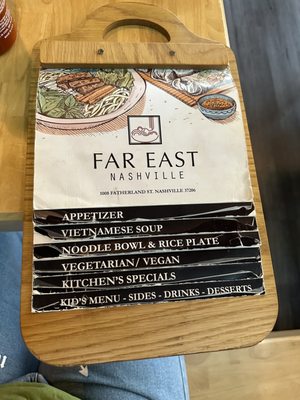 FAR EAST
NASHVILLE
1008 FATHERLAND ST. NASHVILLE 37206
APPETIZER
VIETNAMESE SOUP
NOODLE BOWL & RICE PLATE
VEGETARIAN/ VEGAN
KITCHEN'S SPECIALS
KID'S MENU - SIDES - DRINKS - DESSERTS